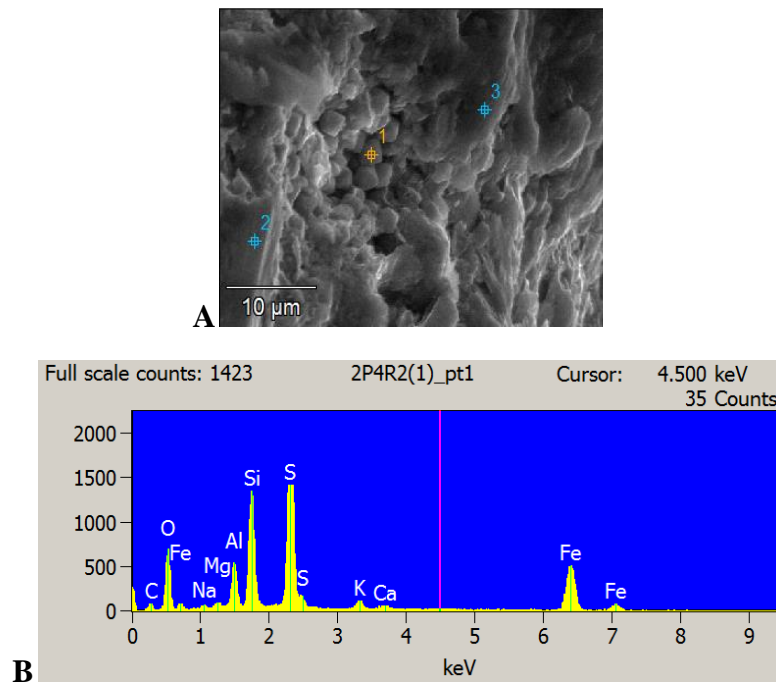 3
1
2
10 µm
A
Full scale counts: 1423 2P4R2(1)_pt1 Cursor: 4.500 keV
35 Counts
2000
1500
1000
500
0
C
O
Fe
Na
Mg
Al
Si
S
S
K
Ca
Fe
Fe
0 1 2 3 4 5 6 7 8 9
keV
B